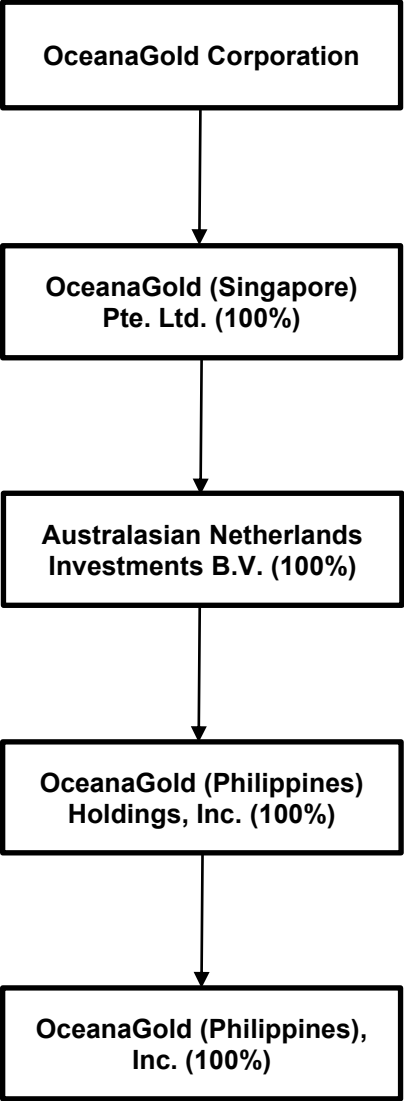 OceanaGold Corporation
OceanaGold (Singapore)
Pte. Ltd. (100%)
Australasian Netherlands
Investments B.V. (100%)
OceanaGold (Philippines)
Holdings, Inc. (100%)
OceanaGold (Philippines),
Inc. (100%)